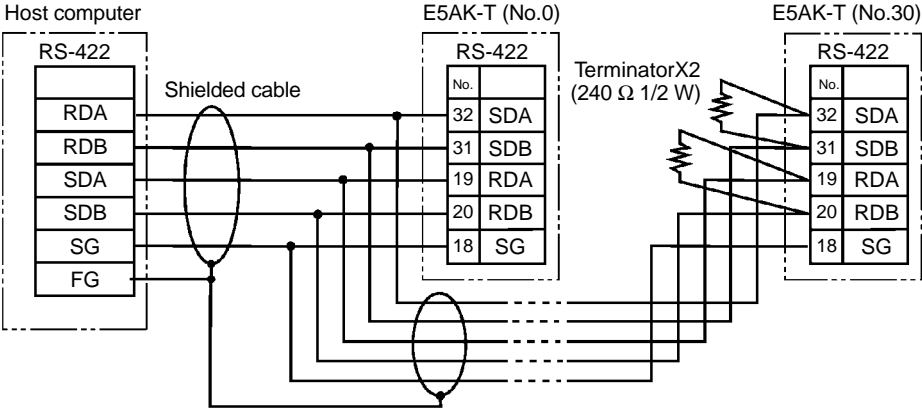 Host computer
E5AK-T (No.0)
E5AK-T (No.30)
RS-422
RS-422
RS-422
Shielded cable
TerminatorX2
(240 Ω 1/2 W)
RDA
RDB
SDA
SDB
SG
FG
No.
32 SDA
31 SDB
19 RDA
20 RDB
18 SG
No.
32 SDA
31 SDB
19 RDA
20 RDB
18 SG